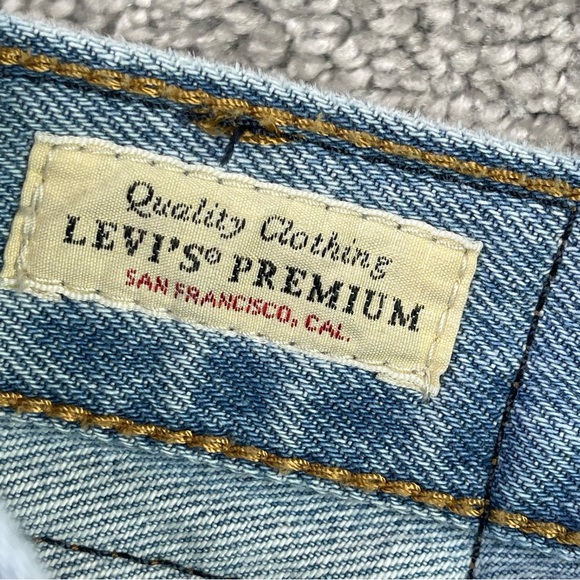 Quality Clothing
LEVI'S® PREMIUM
SAN FRANCISCO, CAL.